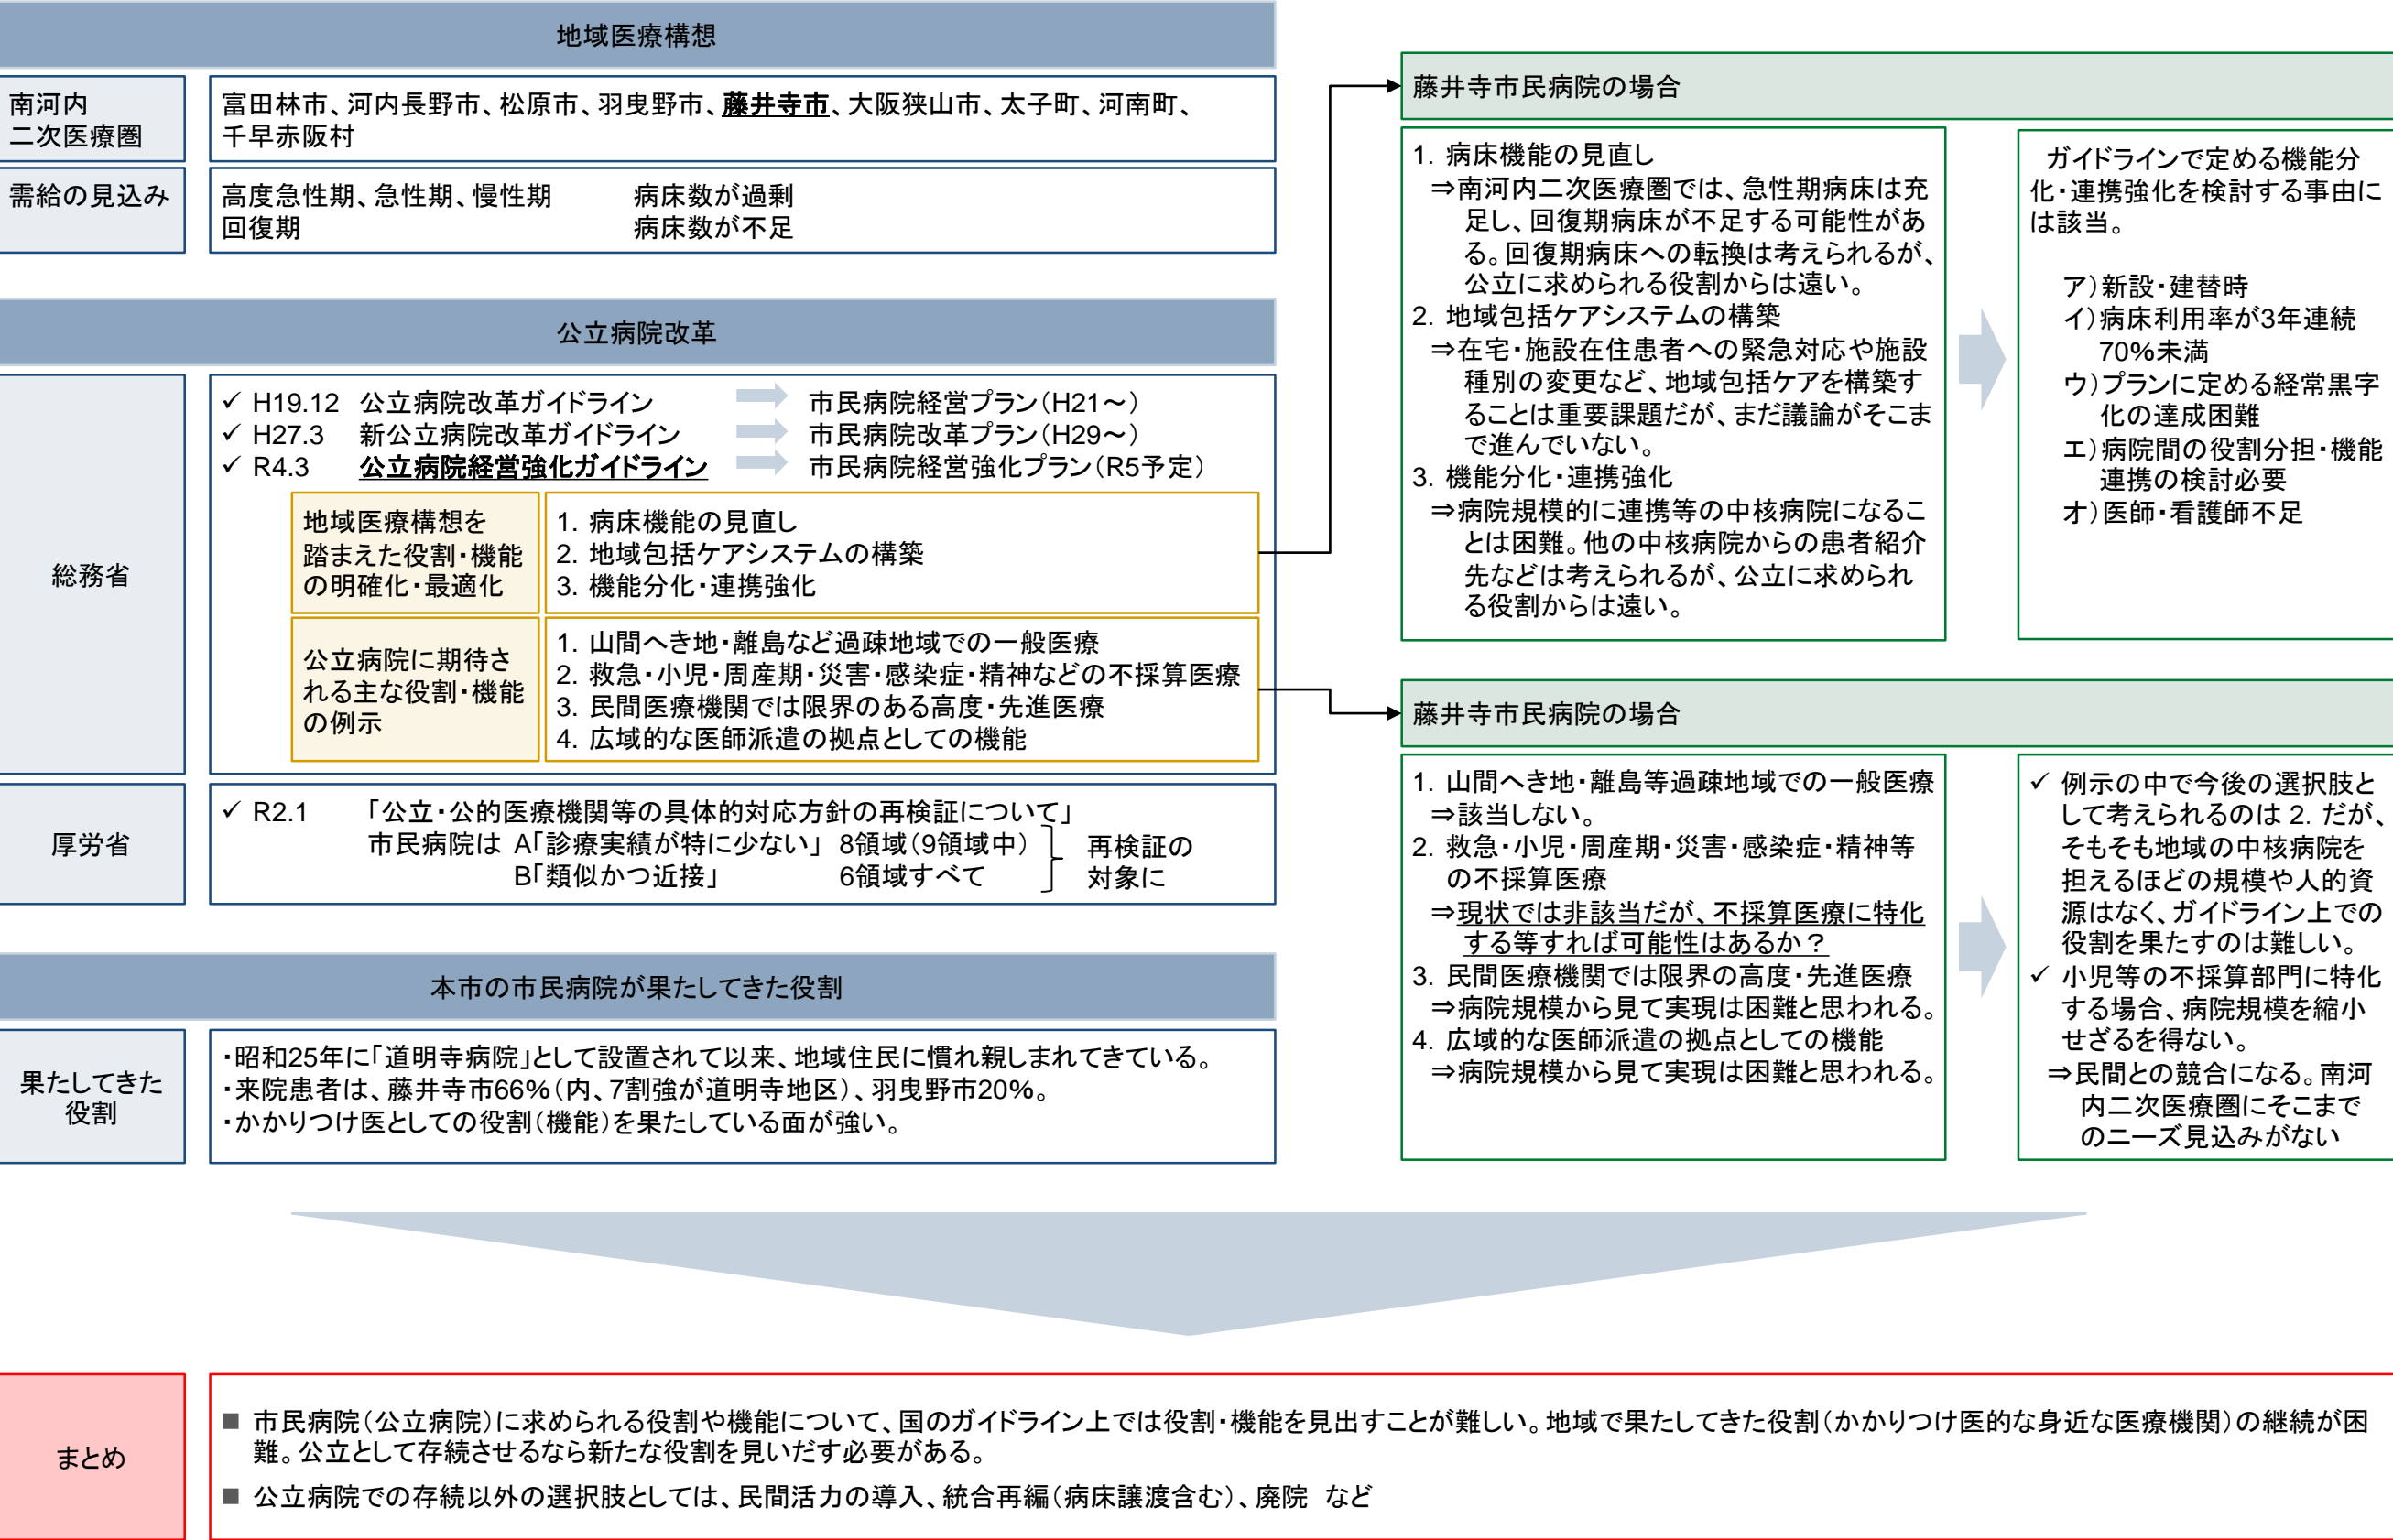 地域医療構想
南河内
二次医療圏
富田林市、河内長野市、松原市、羽曳野市、藤井寺市、大阪狭山市、太子町、河南町、
千早赤阪村
需給の見込み
高度急性期、急性期、慢性期 病床数が過剰
回復期 病床数が不足
公立病院改革
総務省
✓ H19.12 公立病院改革ガイドライン 市民病院経営プラン（H21～）
✓ H27.3 新公立病院改革ガイドライン 市民病院改革プラン（H29～）
✓ R4.3 公立病院経営強化ガイドライン 市民病院経営強化プラン（R5予定）
地域医療構想を
踏まえた役割・機能
の明確化・最適化
1. 病床機能の見直し
2. 地域包括ケアシステムの構築
3. 機能分化・連携強化
公立病院に期待さ
れる主な役割・機能
の例示
1. 山間へき地・離島など過疎地域での一般医療
2. 救急・小児・周産期・災害・感染症・精神などの不採算医療
3. 民間医療機関では限界のある高度・先進医療
4. 広域的な医師派遣の拠点としての機能
厚労省
✓ R2.1 「公立・公的医療機関等の具体的対応方針の再検証について」
市民病院は A「診療実績が特に少ない」 8領域（9領域中）
B「類似かつ近接」 6領域すべて
再検証の
対象に
本市の市民病院が果たしてきた役割
果たしてきた
役割
・昭和25年に「道明寺病院」として設置されて以来、地域住民に慣れ親しまれてきている。
・来院患者は、藤井寺市66%（内、7割強が道明寺地区）、羽曳野市20%。
・かかりつけ医としての役割（機能）を果たしている面が強い。
藤井寺市民病院の場合
1. 病床機能の見直し
⇒南河内二次医療圏では、急性期病床は充
足し、回復期病床が不足する可能性があ
る。回復期病床への転換は考えられるが、
公立に求められる役割からは遠い。
2. 地域包括ケアシステムの構築
⇒在宅・施設在住患者への緊急対応や施設
種別の変更など、地域包括ケアを構築す
ることは重要課題だが、まだ議論がそこま
で進んでいない。
3. 機能分化・連携強化
⇒病院規模的に連携等の中核病院になるこ
とは困難。他の中核病院からの患者紹介
先などは考えられるが、公立に求められ
る役割からは遠い。
ガイドラインで定める機能分
化・連携強化を検討する事由に
は該当。
ア）新設・建替時
イ）病床利用率が3年連続
70%未満
ウ）プランに定める経常黒字
化の達成困難
エ）病院間の役割分担・機能
連携の検討必要
オ）医師・看護師不足
藤井寺市民病院の場合
1. 山間へき地・離島等過疎地域での一般医療
⇒該当しない。
2. 救急・小児・周産期・災害・感染症・精神等
の不採算医療
⇒現状では非該当だが、不採算医療に特化
する等すれば可能性はあるか？
3. 民間医療機関では限界の高度・先進医療
⇒病院規模から見て実現は困難と思われる。
4. 広域的な医師派遣の拠点としての機能
⇒病院規模から見て実現は困難と思われる。
✓ 例示の中で今後の選択肢と
して考えられるのは 2. だが、
そもそも地域の中核病院を
担えるほどの規模や人的資
源はなく、ガイドライン上での
役割を果たすのは難しい。
✓ 小児等の不採算部門に特化
する場合、病院規模を縮小
せざるを得ない。
⇒民間との競合になる。南河
内二次医療圏にそこまで
のニーズ見込みがない
まとめ
■ 市民病院（公立病院）に求められる役割や機能について、国のガイドライン上では役割・機能を見出すことが難しい。地域で果たしてきた役割（かかりつけ医的な身近な医療機関）の継続が困
難。公立として存続させるなら新たな役割を見いだす必要がある。
■ 公立病院での存続以外の選択肢としては、民間活力の導入、統合再編（病床譲渡含む）、廃院 など